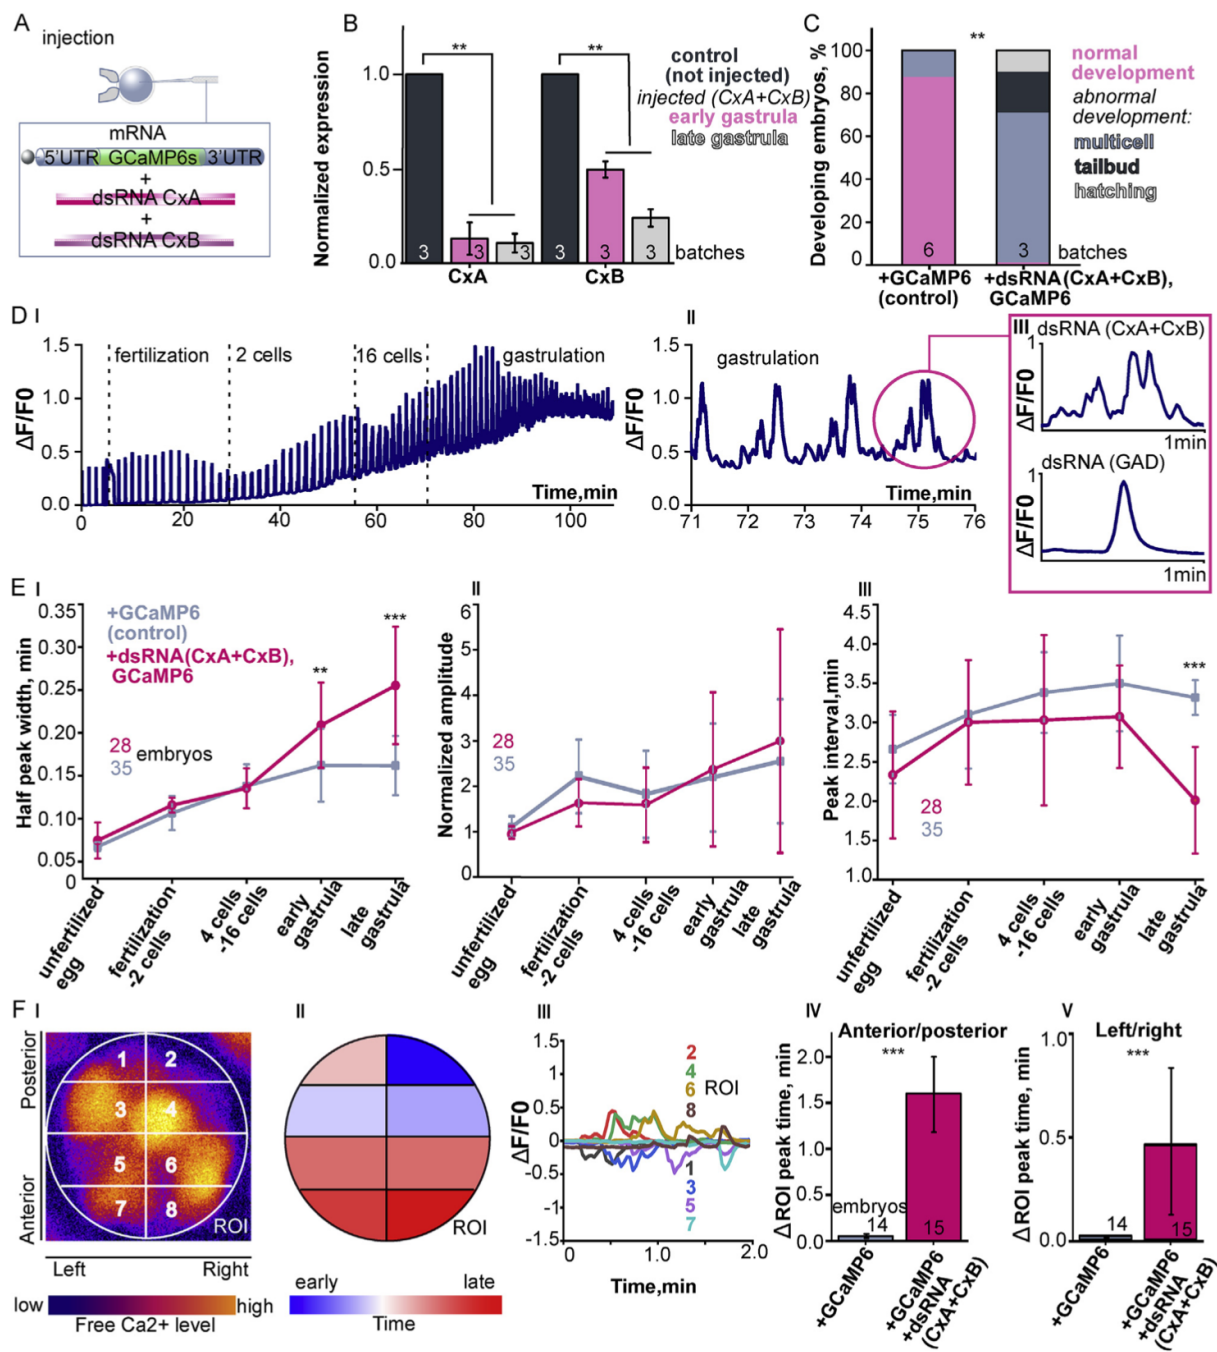 A
injection
mRNA
5'UTR GCaMP6s 3'UTR
+
dsRNA CxA
+
dsRNA CxB
B
Normalized expression
1.0
0.5
0.0
**
**
3
3
3
3
3
3
batches
CxA
CxB
control
(not injected)
injected (CxA+CxB)
early gastrula
late gastrula
C
Developing embryos, %
100
80
60
40
20
0
**
6
3
batches
+GCaMP6
(control)
+dsRNA(CxA+CxB),
GCaMP6
normal
development
abnormal
development:
multicell
tailbud
hatching
D I
ΔF/F0
1.5
1.0
0.5
0.0
fertilization
2 cells
16 cells
gastrulation
Time,min
0 20 40 60 80 100
II
ΔF/F0
1.5
1.0
0.5
0.0
gastrulation
Time,min
71 72 73 74 75 76
III dsRNA (CxA+CxB)
ΔF/F0
1
1min
dsRNA (GAD)
ΔF/F0
1
1min
E I
Half peak width, min
0.35
0.30
0.25
0.20
0.15
0.10
0.05
0
+GCaMP6
(control)
+dsRNA(CxA+CxB),
GCaMP6
28
35
embryos
**
***
unfertilized
egg
fertilization
-2 cells
4 cells
-16 cells
early
gastrula
late
gastrula
II
Normalized amplitude
6
5
4
3
2
1
0
28
35
unfertilized
egg
fertilization
-2 cells
4 cells
-16 cells
early
gastrula
late
gastrula
III
Peak interval,min
4.5
4.0
3.5
3.0
2.5
2.0
1.5
1.0
***
28
35
unfertilized
egg
fertilization
-2 cells
4 cells
-16 cells
early
gastrula
late
gastrula
F I
Posterior
Anterior
1 2
3 4
5 6
7 8
ROI
Left
Right
low
high
Free Ca2+ level
II
ROI
early
late
Time
III
ΔF/F0
1.5
1
0.5
0
-0.5
-1
-1.5
2
4
6
8
ROI
1
3
5
7
0 1.0 2.0
Time,min
IV
Anterior/posterior
Δ ROI peak time, min
2.0
1.5
1.0
0.5
0.0
***
embryos
14
15
+GCaMP6
+GCaMP6
+dsRNA
(CxA+CxB)
V
Left/right
Δ ROI peak time, min
1.0
0.5
0.0
***
14
15
+GCaMP6
+GCaMP6
+dsRNA
(CxA+CxB)